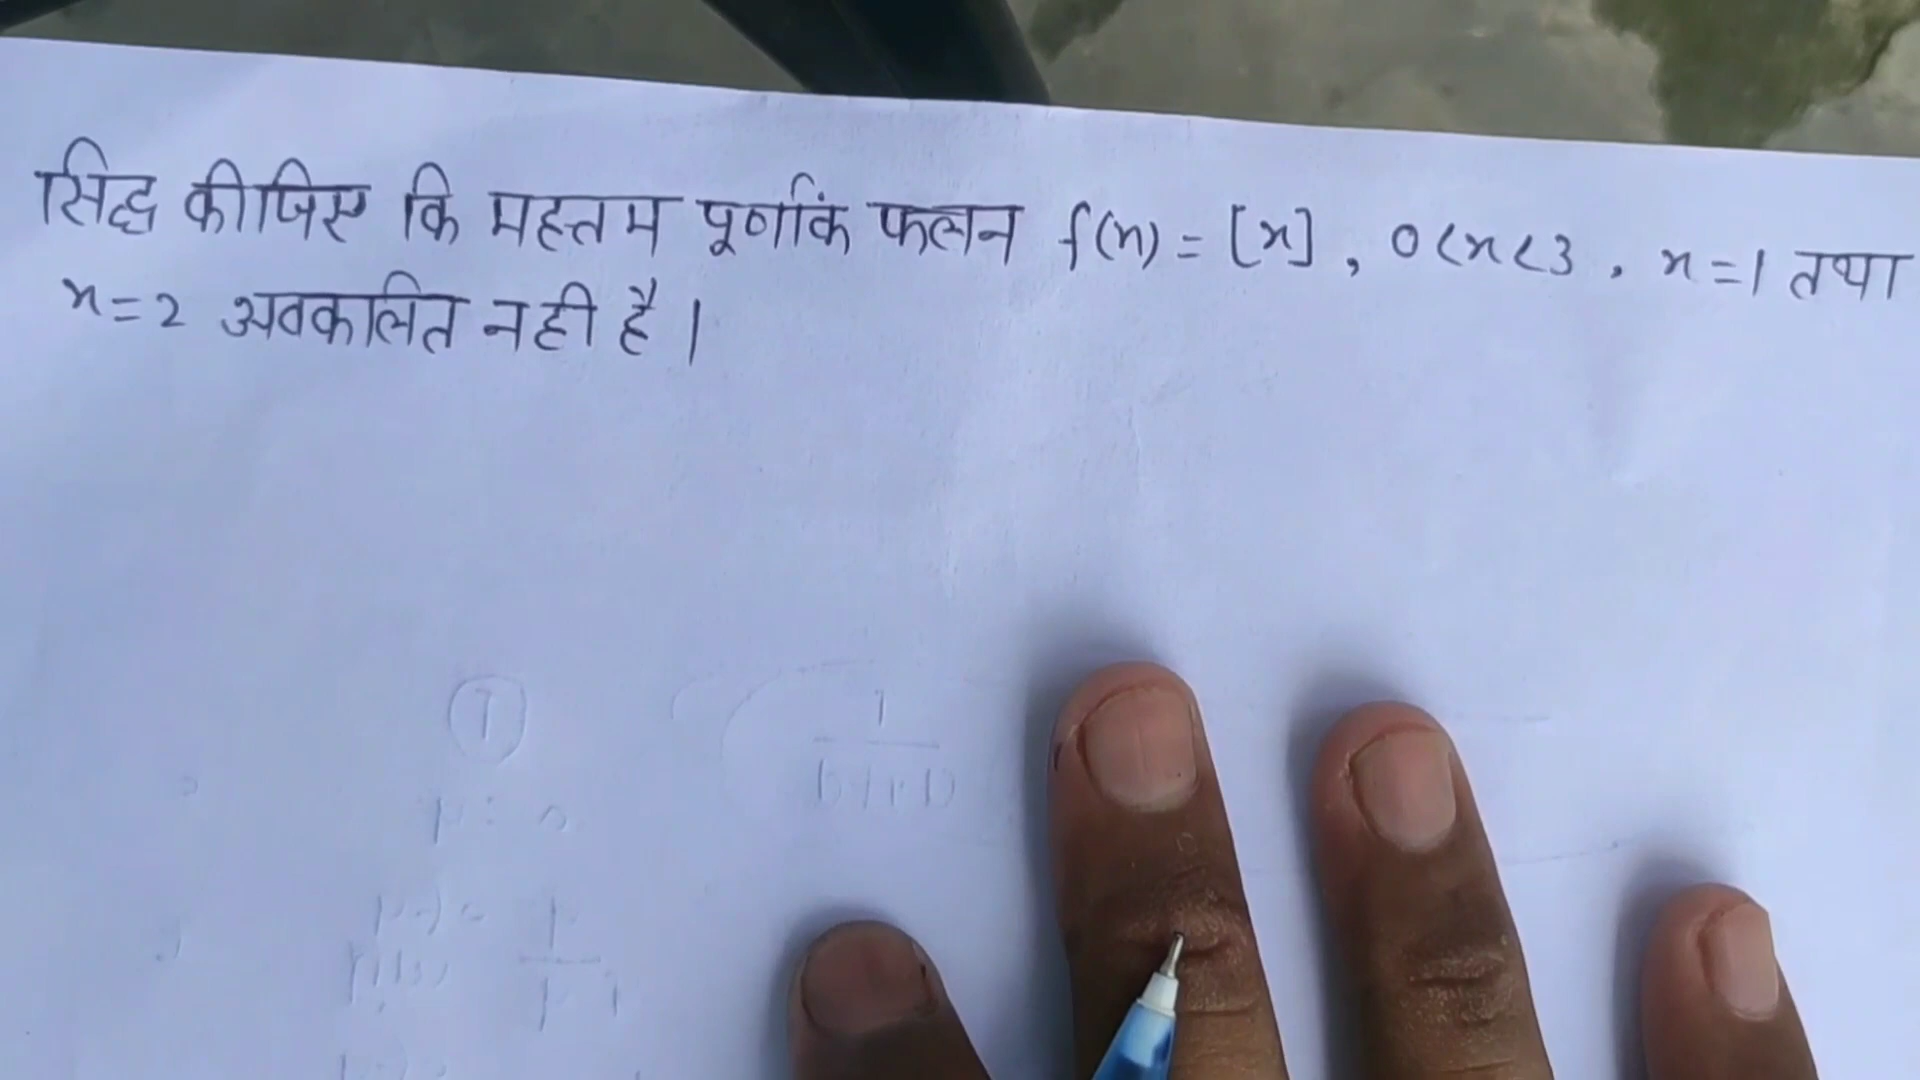 सिद्ध कीजिए कि महत्तम पूर्णांक फलन f(x) = [x] , 0<x<3 , x=1 तथा
x=2 अवकलित नही है |